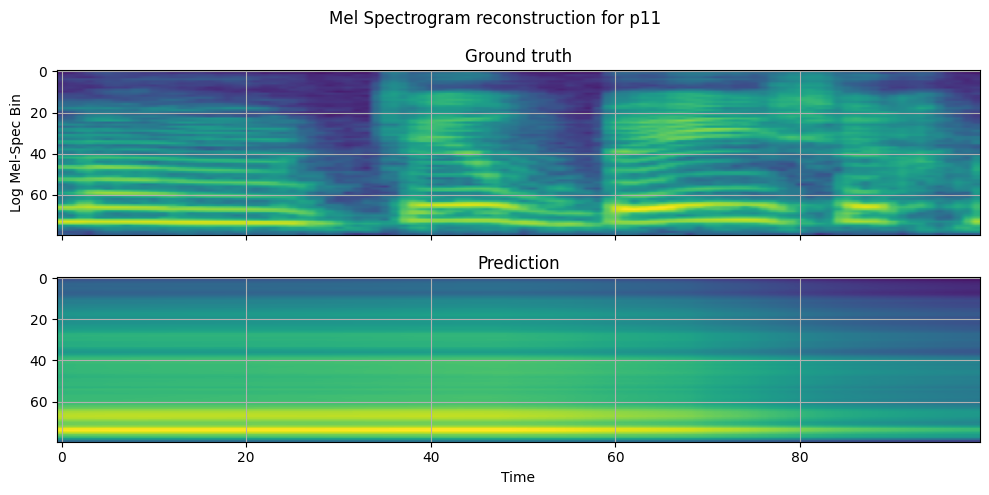 Mel Spectrogram reconstruction for p11
Ground truth
0
20
40
60
Log Mel-Spec Bin
Prediction
0
20
40
60
0 20 40 60 80
Time